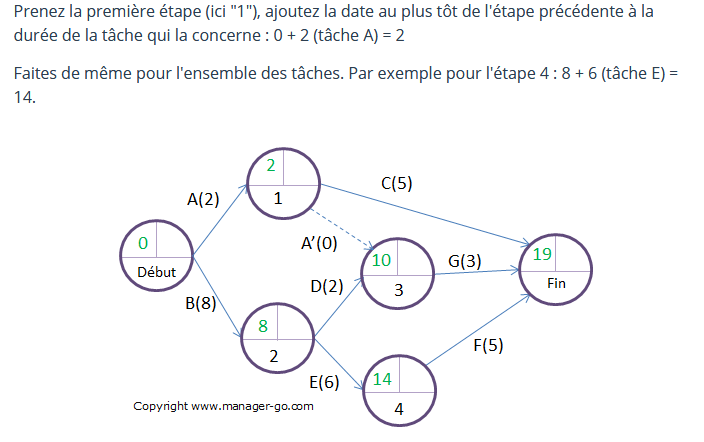 Prenez la première étape (ici "1"), ajoutez la date au plus tôt de l'étape précédente à la
durée de la tâche qui la concerne : 0 + 2 (tâche A) = 2
Faites de même pour l'ensemble des tâches. Par exemple pour l'étape 4 : 8 + 6 (tâche E) =
14.
2
1
C(5)
A(2)
0
Début
A’(0)
10
3
G(3)
19
Fin
D(2)
B(8)
8
2
F(5)
E(6)
14
4
Copyright www.manager-go.com